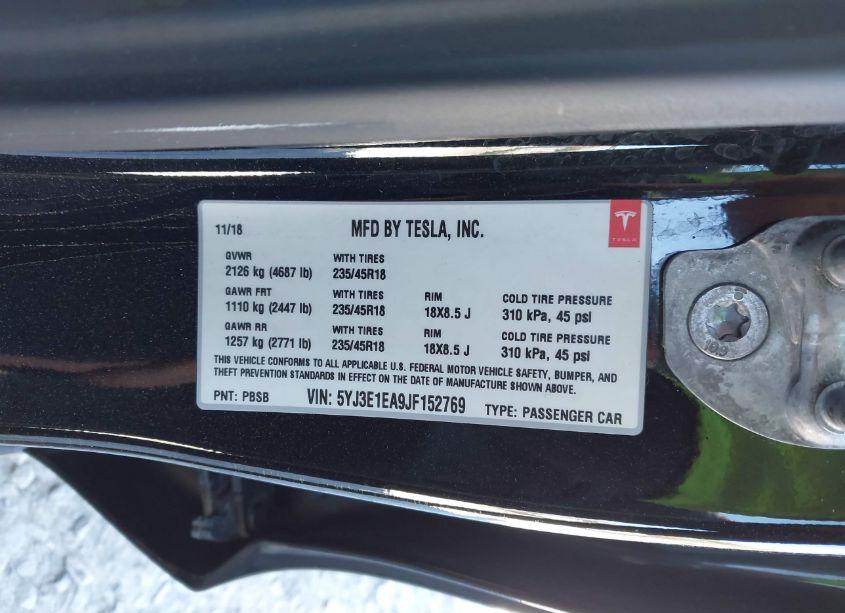 11/18 MFD BY TESLA, INC.
TESLA
GVWR WITH TIRES
2126 kg (4687 lb) 235/45R18
GAWR FRT WITH TIRES RIM COLD TIRE PRESSURE
1110 kg (2447 lb) 235/45R18 18X8.5 J 310 kPa, 45 psi
GAWR RR WITH TIRES RIM COLD TIRE PRESSURE
1257 kg (2771 lb) 235/45R18 18X8.5 J 310 kPa, 45 psi
THIS VEHICLE CONFORMS TO ALL APPLICABLE U.S. FEDERAL MOTOR VEHICLE SAFETY, BUMPER, AND
THEFT PREVENTION STANDARDS IN EFFECT ON THE DATE OF MANUFACTURE SHOWN ABOVE.
PNT: PBSB VIN: 5YJ3E1EA9JF152769 TYPE: PASSENGER CAR